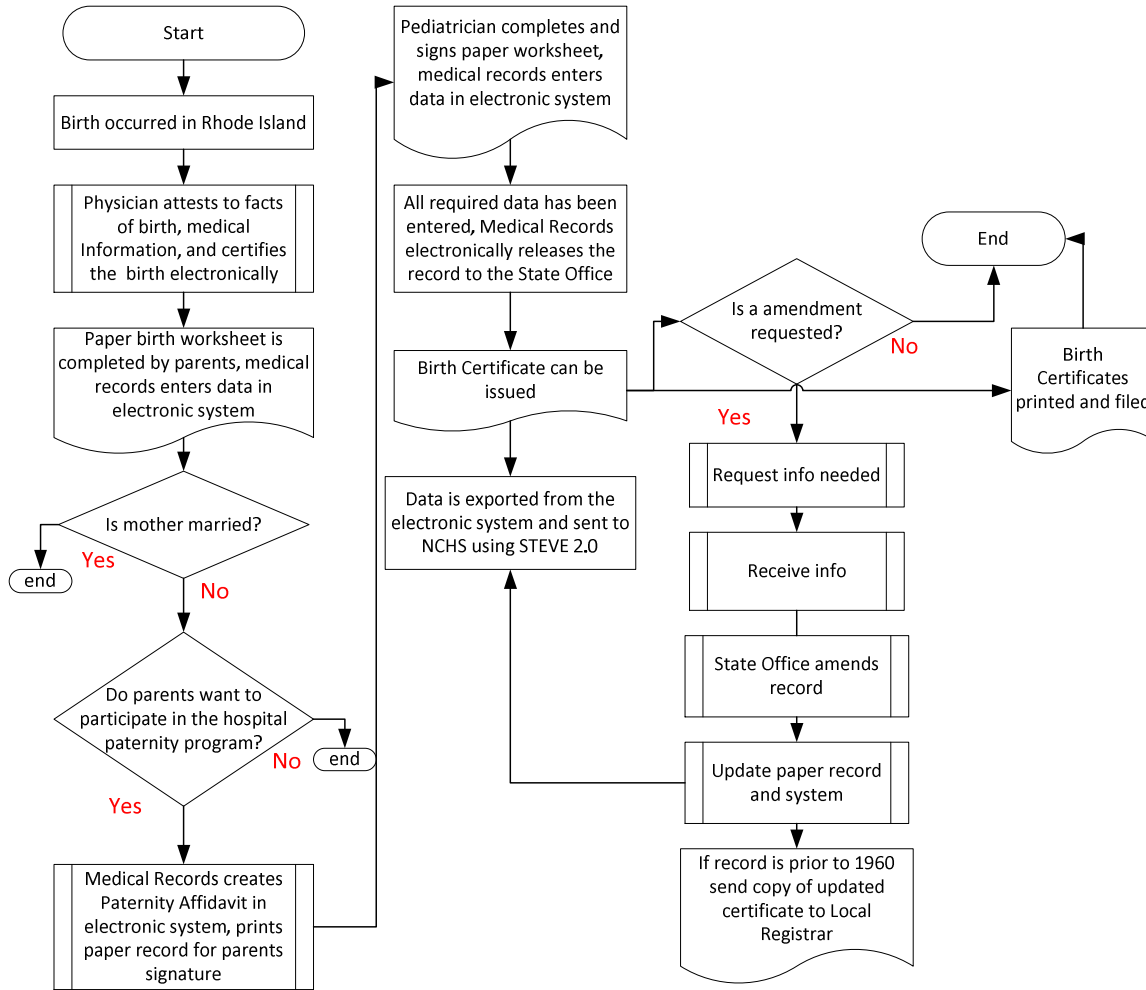 Start
Birth occurred in Rhode Island
Physician attests to facts
of birth, medical
Information, and certifies
the birth electronically
Paper birth worksheet is
completed by parents, medical
records enters data in
electronic system
Is mother married?
Yes
end
No
Do parents want to
participate in the hospital
paternity program?
No
end
Yes
Medical Records creates
Paternity Affidavit in
electronic system, prints
paper record for parents
signature
Pediatrician completes and
signs paper worksheet,
medical records enters
data in electronic system
All required data has been
entered, Medical Records
electronically releases the
record to the State Office
Birth Certificate can be
issued
Data is exported from the
electronic system and sent to
NCHS using STEVE 2.0
Is a amendment
requested?
No
End
Birth
Certificates
printed and filed
Yes
Request info needed
Receive info
State Office amends
record
Update paper record
and system
If record is prior to 1960
send copy of updated
certificate to Local
Registrar